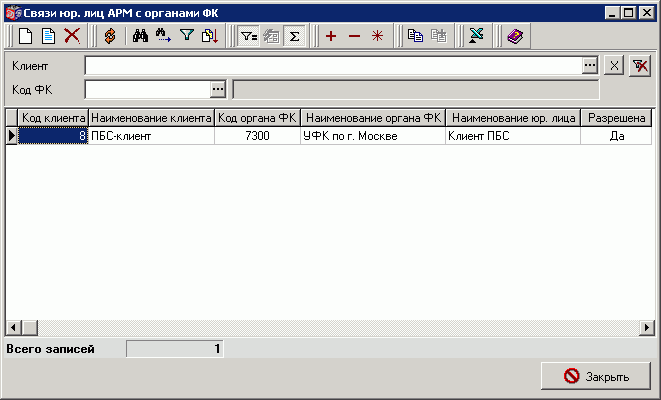 Связи юр. лиц АРМ с органами ФК
Клиент
Код ФК
Код клиента Наименование клиента Код органа ФК Наименование органа ФК Наименование юр. лица Разрешена
8 ПБС-клиент 7300 УФК по г. Москве Клиент ПБС Да
Всего записей 1
Закрыть